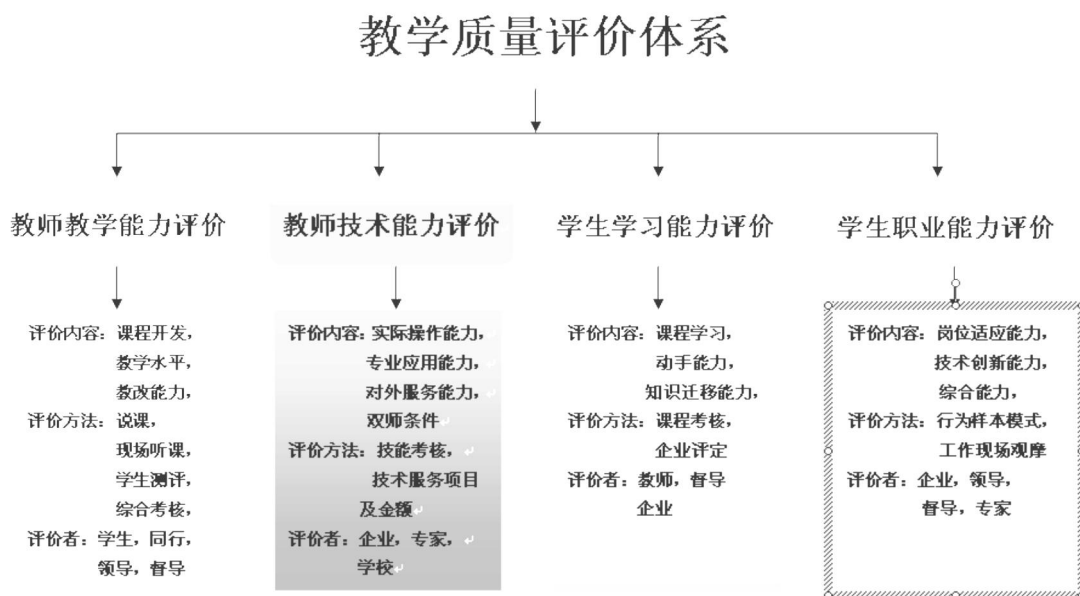 教学质量评价体系
教师教学能力评价
教师技术能力评价
学生学习能力评价
学生职业能力评价
评价内容：课程开发，
教学水平，
教改能力，
评价方法：说课，
现场听课，
学生测评，
综合考核，
评价者：学生，同行，
领导，督导
评价内容：实际操作能力，
专业应用能力，
对外服务能力，
双师条件
评价方法：技能考核，
技术服务项目
及金额
评价者：企业，专家，
学校
评价内容：课程学习，
动手能力，
知识迁移能力，
评价方法：课程考核，
企业评定
评价者：教师，督导
企业
评价内容：岗位适应能力，
技术创新能力，
综合能力，
评价方法：行为样本模式，
工作现场观摩
评价者：企业，领导，
督导，专家